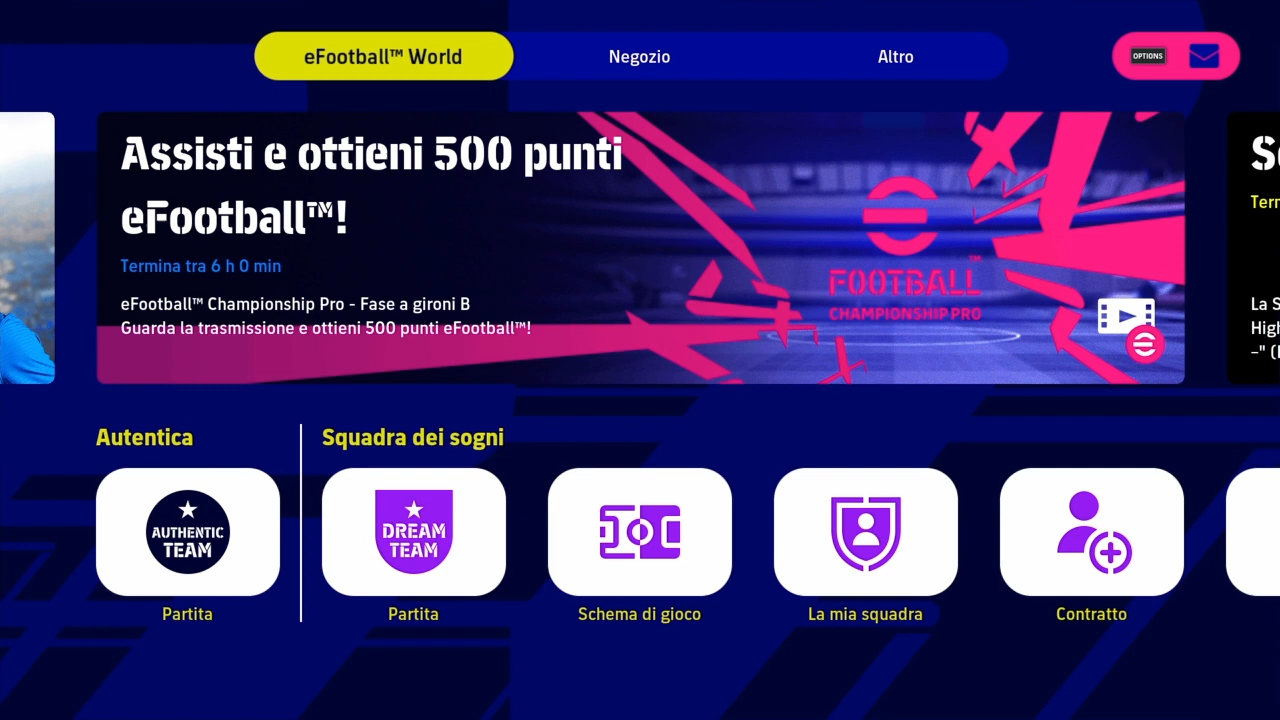 eFootball™ World
Negozio
Altro
OPTIONS
Assisti e ottieni 500 punti
eFootball™!
Termina tra 6 h 0 min
eFootball™ Championship Pro - Fase a gironi B
Guarda la trasmissione e ottieni 500 punti eFootball™!
FOOTBALL™
CHAMPIONSHIP PRO
La S
High
Autentica
Squadra dei sogni
AUTHENTIC
TEAM
DREAM
TEAM
Partita
Partita
Schema di gioco
La mia squadra
Contratto